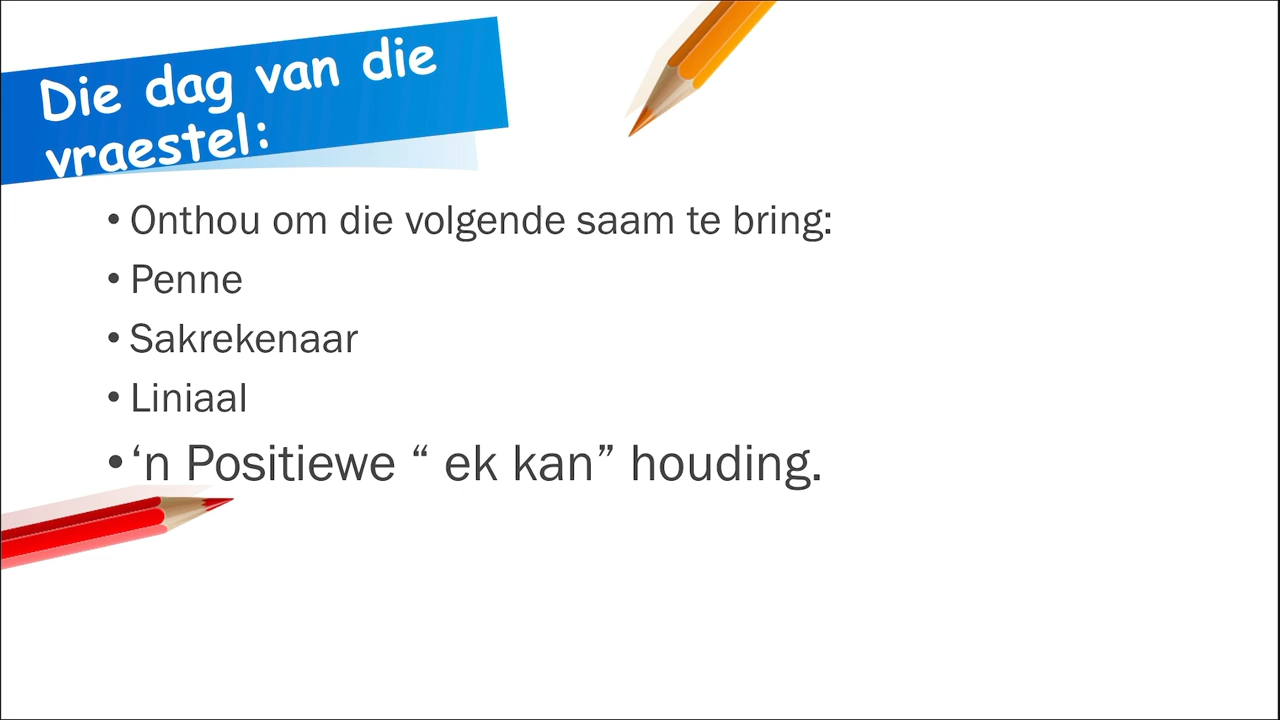 Die dag van die
vraestel:
• Onthou om die volgende saam te bring:
• Penne
• Sakrekenaar
• Liniaal
• ‘n Positiewe “ ek kan” houding.